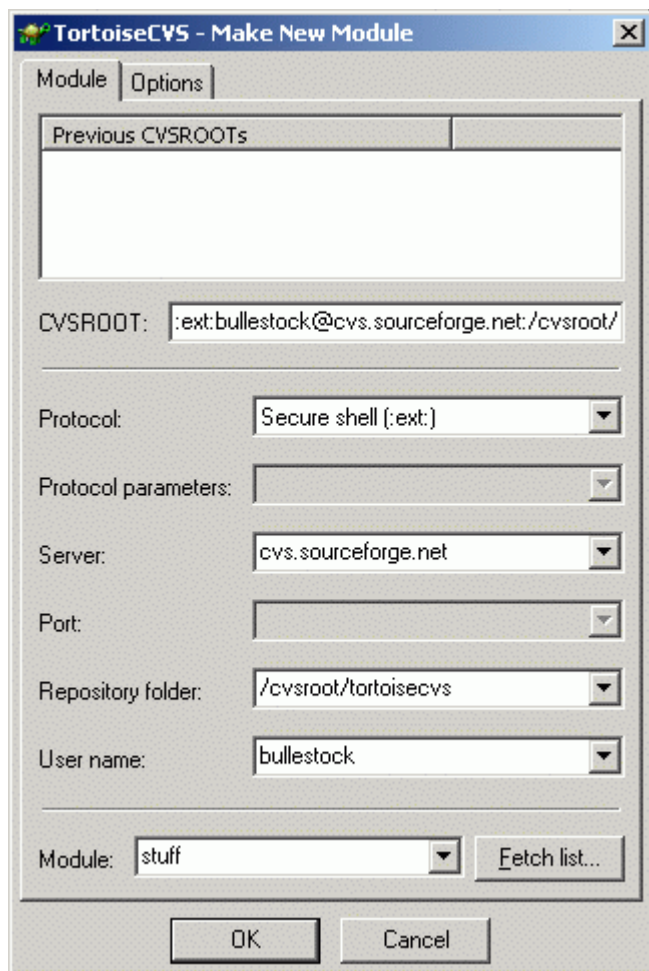 TortoiseCVS - Make New Module
Module Options
Previous CVSROOTs
CVSROOT: :ext:bullestock@cvs.sourceforge.net:/cvsroot/
Protocol: Secure shell (:ext:)
Protocol parameters:
Server: cvs.sourceforge.net
Port:
Repository folder: /cvsroot/tortoisecvs
User name: bullestock
Module: stuff Fetch list...
OK Cancel